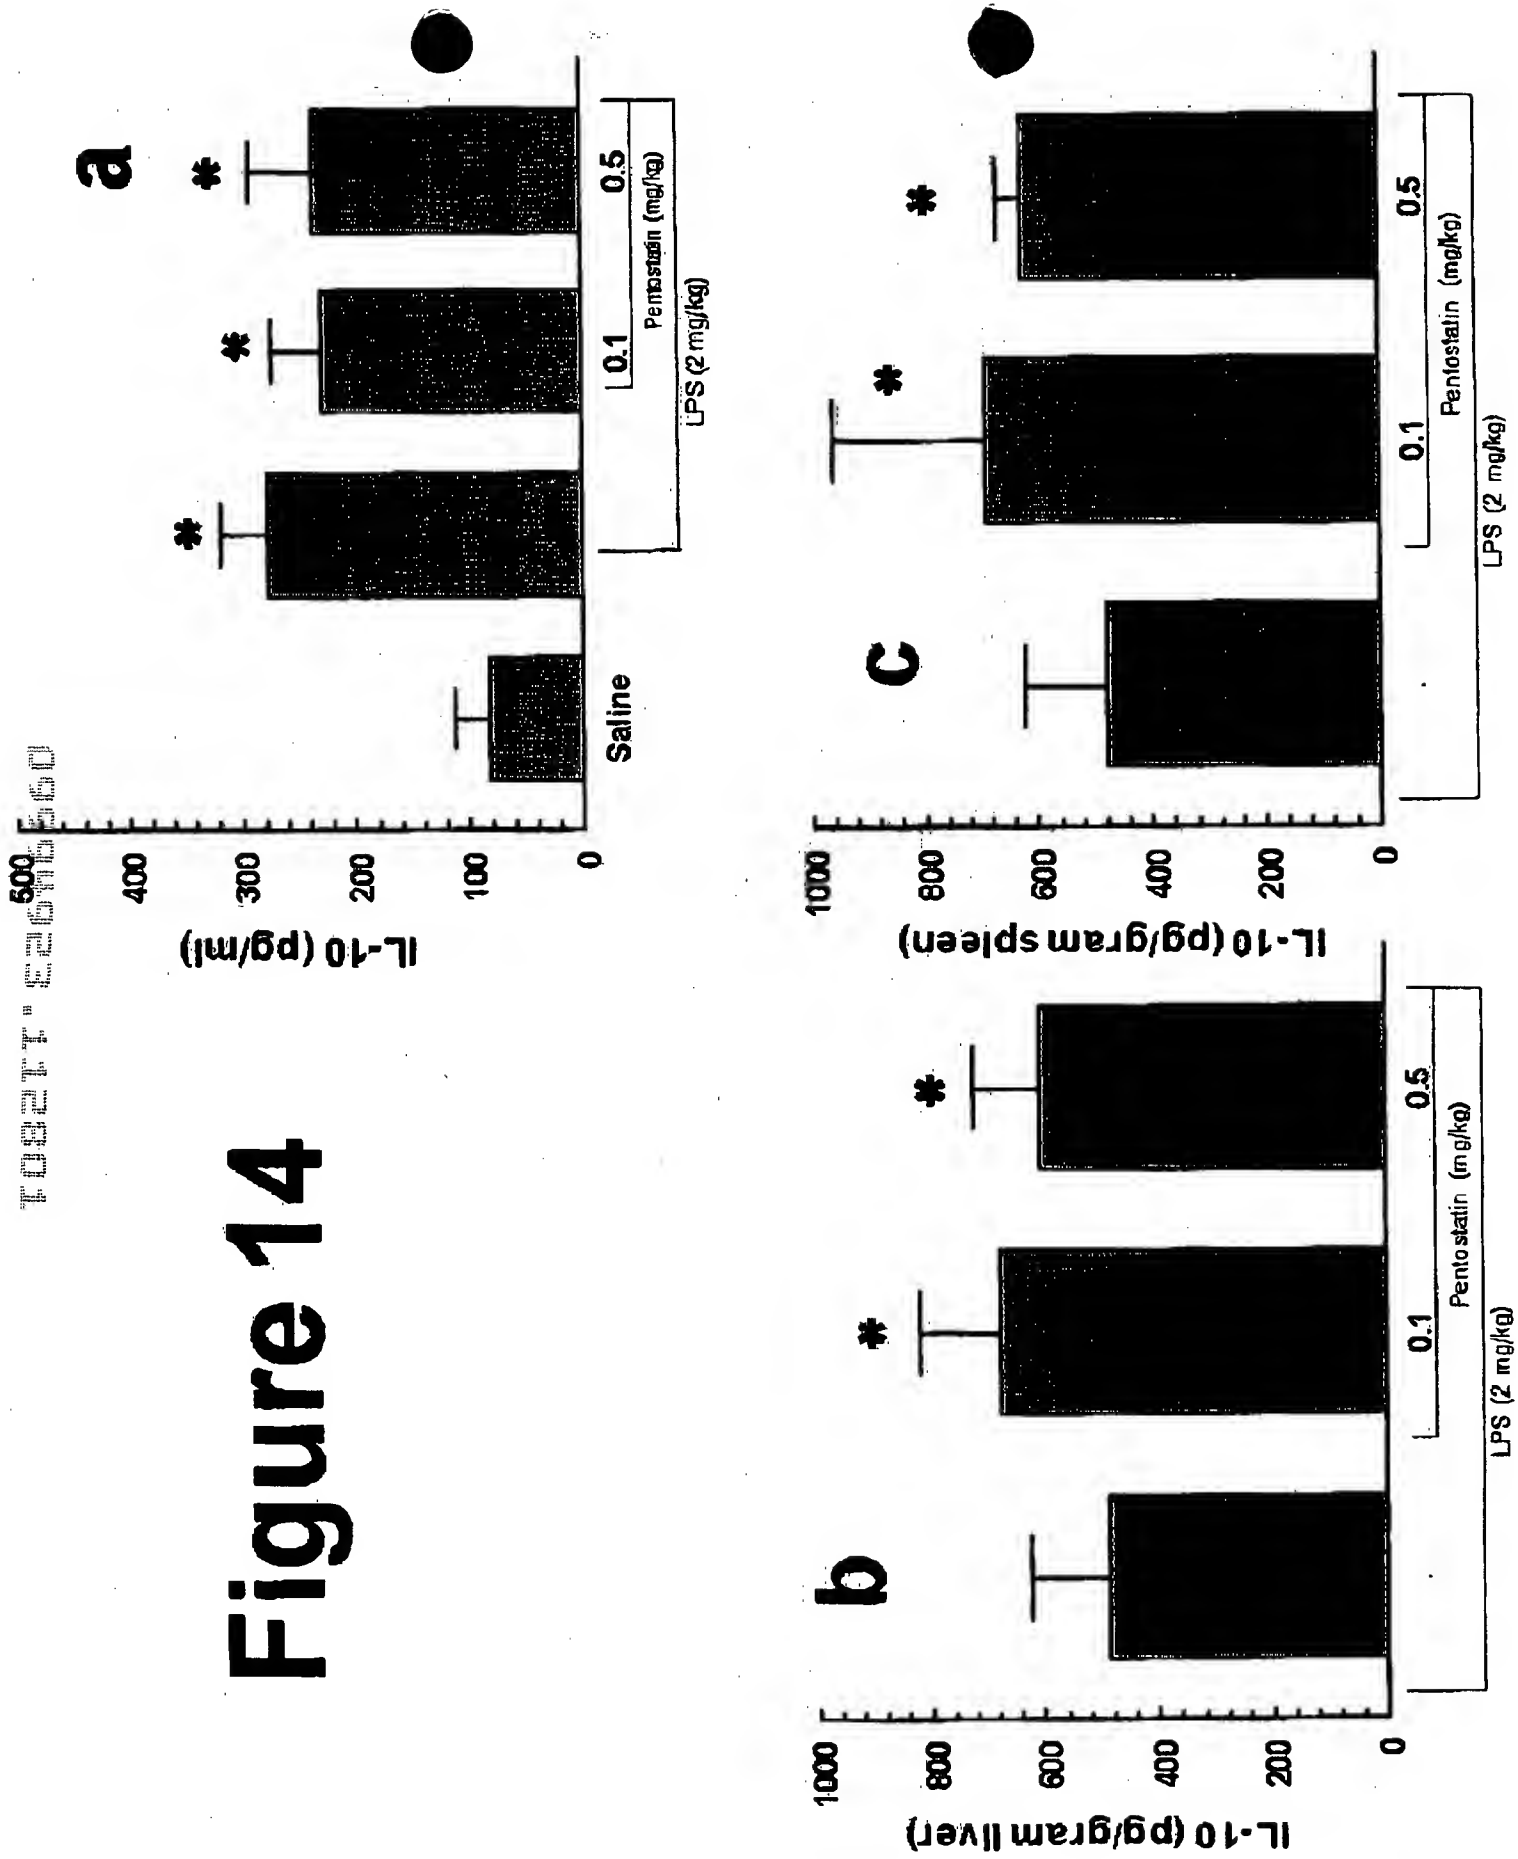 Figure 14
a
IL-10 (pg/ml)
500
400
300
200
100
0
*
*
*
Saline
0.1
0.5
Pentostatin (mg/kg)
LPS (2 mg/kg)
b
IL-10 (pg/gram liver)
1000
800
600
400
200
0
*
*
0.1
0.5
Pentostatin (mg/kg)
LPS (2 mg/kg)
c
IL-10 (pg/gram spleen)
1000
800
600
400
200
0
*
*
0.1
0.5
Pentostatin (mg/kg)
LPS (2 mg/kg)